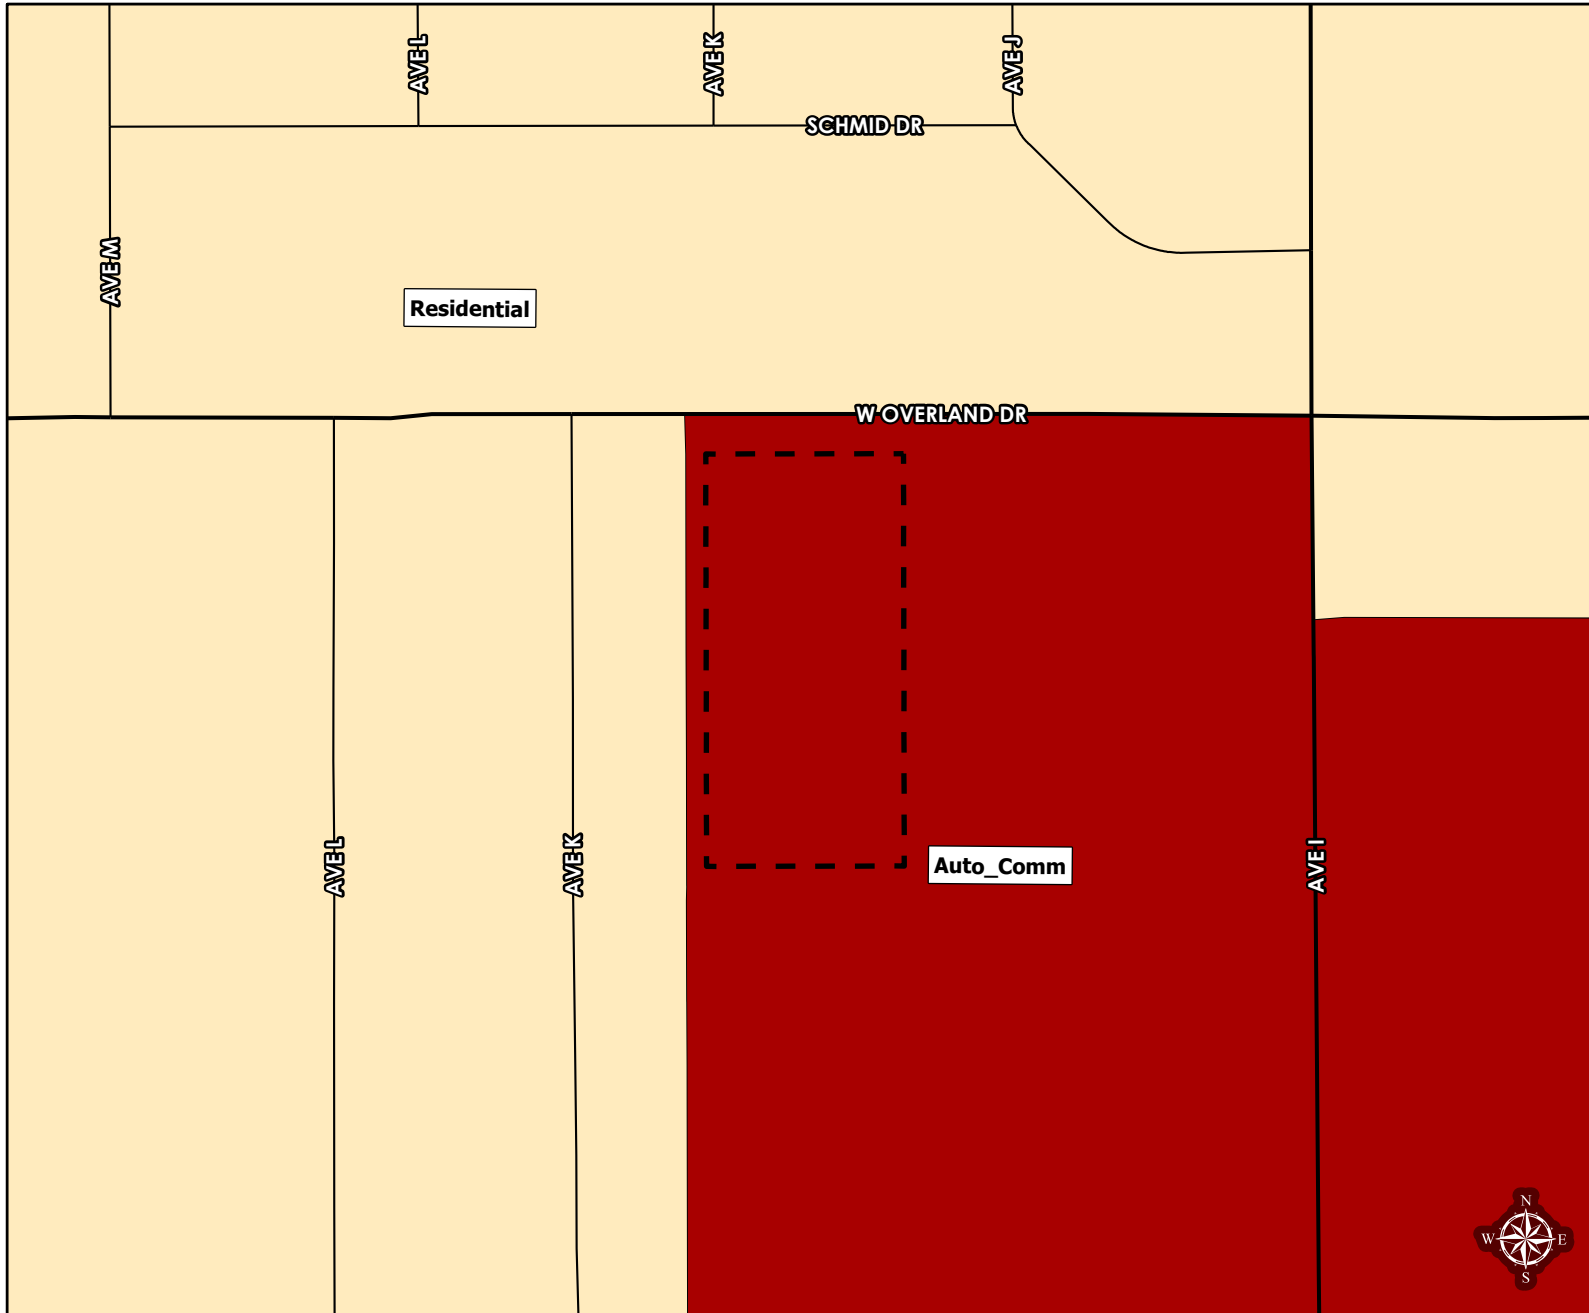 AVE L
AVE K
AVE J
SCHMID DR
AVE M
Residential
W OVERLAND DR
AVE L
AVE K
Auto_Comm
AVE I
N
W
E
S